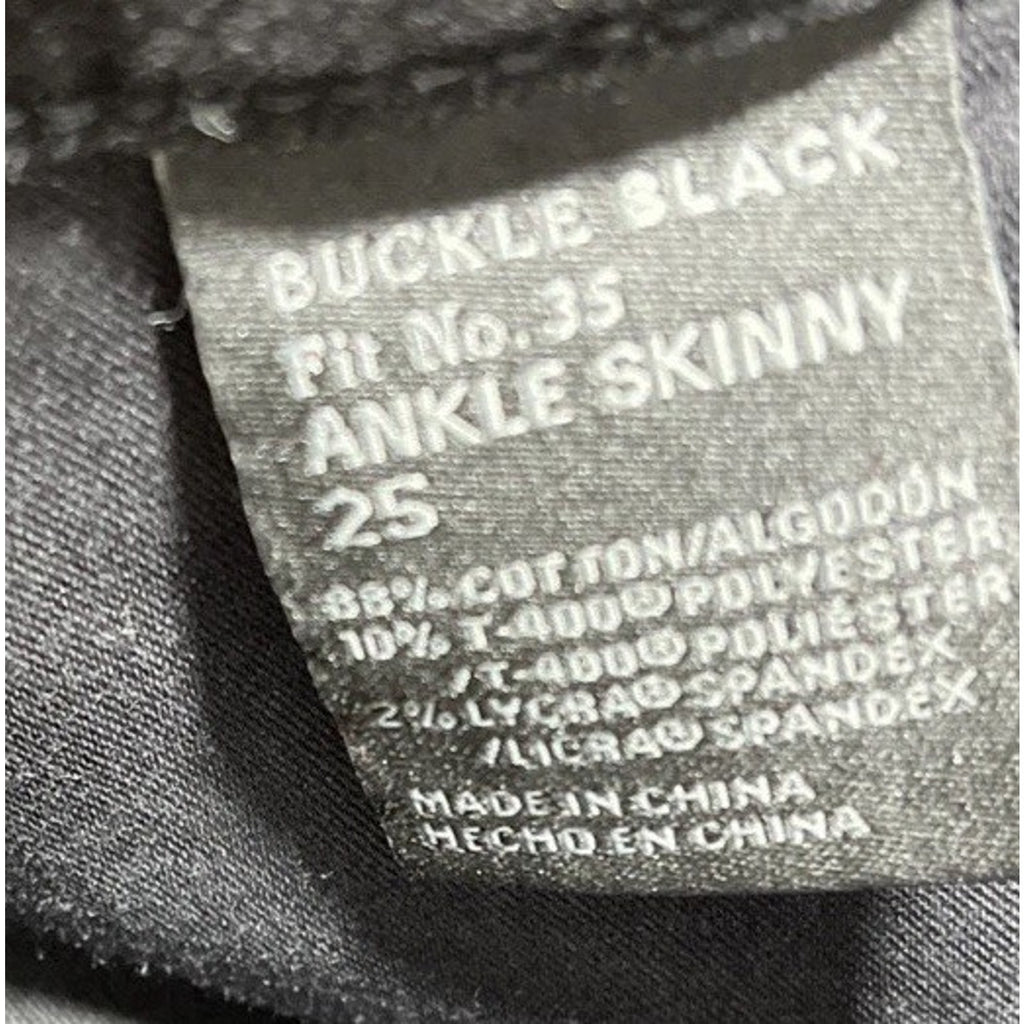 BUCKLE BLACK
Fit No. 35
ANKLE SKINNY
25
88% COTTON/ALGODÓN
10% T-400® POLYESTER
/T-400® POLIÉSTER
2% LYCRA® SPANDEX
/LICRA® SPANDEX
MADE IN CHINA
HECHO EN CHINA